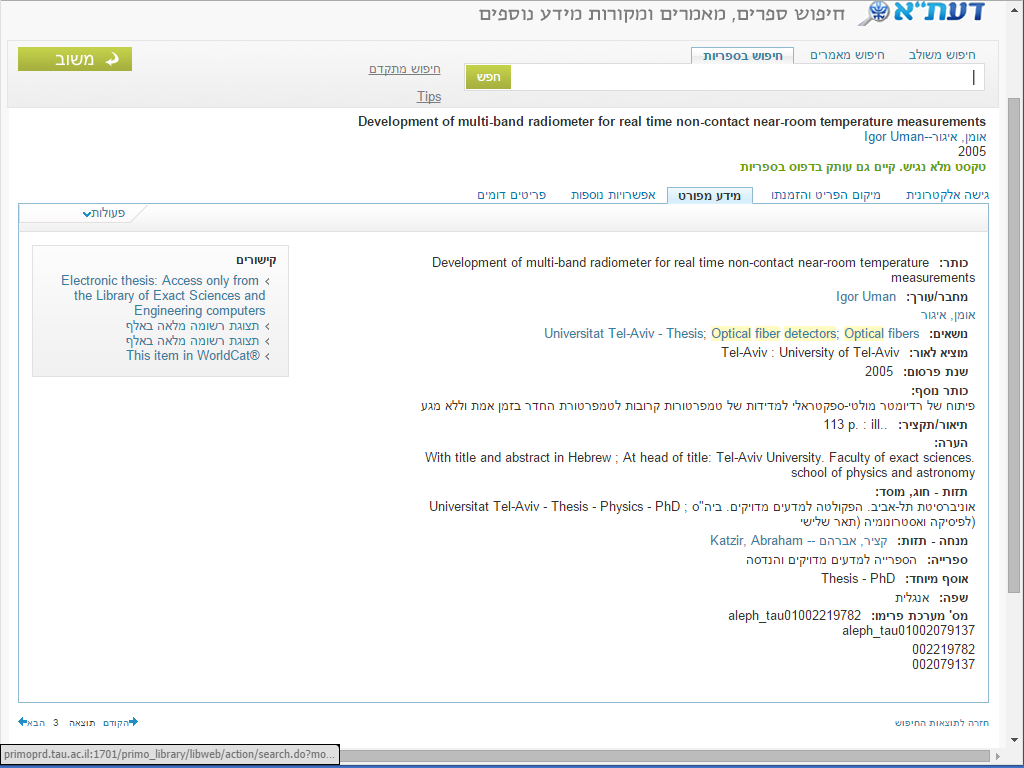 דעת"א חיפוש ספרים, מאמרים ומקורות מידע נוספים
חיפוש משולב חיפוש מאמרים חיפוש בספריות
חפש
חיפוש מתקדם
Tips
משוב
Development of multi-band radiometer for real time non-contact near-room temperature measurements
אומן, איגור--Igor Uman
2005
טקסט מלא נגיש. קיים גם עותק בדפוס בספריות
גישה אלקטרונית מיקום הפריט והזמנתו מידע מפורט אפשרויות נוספות פריטים דומים
פעולות
כותר: Development of multi-band radiometer for real time non-contact near-room temperature
measurements
מחבר/עורך: Igor Uman
אומן, איגור
נושאים: Universitat Tel-Aviv - Thesis; Optical fiber detectors; Optical fibers
מוציא לאור: Tel-Aviv : University of Tel-Aviv
שנת פרסום: 2005
כותר נוסף:
פיתוח של רדיומטר מולטי-ספקטראלי למדידות של טמפרטורות קרובות לטמפרטורת החדר בזמן אמת וללא מגע
תיאור/תקציר: 113 p. : ill..
הערה:
With title and abstract in Hebrew ; At head of title: Tel-Aviv University. Faculty of exact sciences.
school of physics and astronomy
תזות - חוג, מוסד:
Universitat Tel-Aviv - Thesis - Physics - PhD ; אוניברסיטת תל-אביב. הפקולטה למדעים מדויקים. ביה"ס
לפיסיקה ואסטרונומיה (תאר שלישי)
מנחה - תזות: קציר, אברהם -- Katzir, Abraham
ספרייה: הספרייה למדעים מדויקים והנדסה
אוסף מיוחד: Thesis - PhD
שפה: אנגלית
מס' מערכת פרימו: aleph_tau01002219782
aleph_tau01002079137
002219782
002079137
קישורים
Electronic thesis: Access only from
the Library of Exact Sciences and
Engineering computers
תצוגת רשומה מלאה באלף
תצוגת רשומה מלאה באלף
This item in WorldCat®
חזרה לתוצאות החיפוש
הקודם תוצאה 3 הבא
primoprd.tau.ac.il:1701/primo_library/libweb/action/search.do?mo...